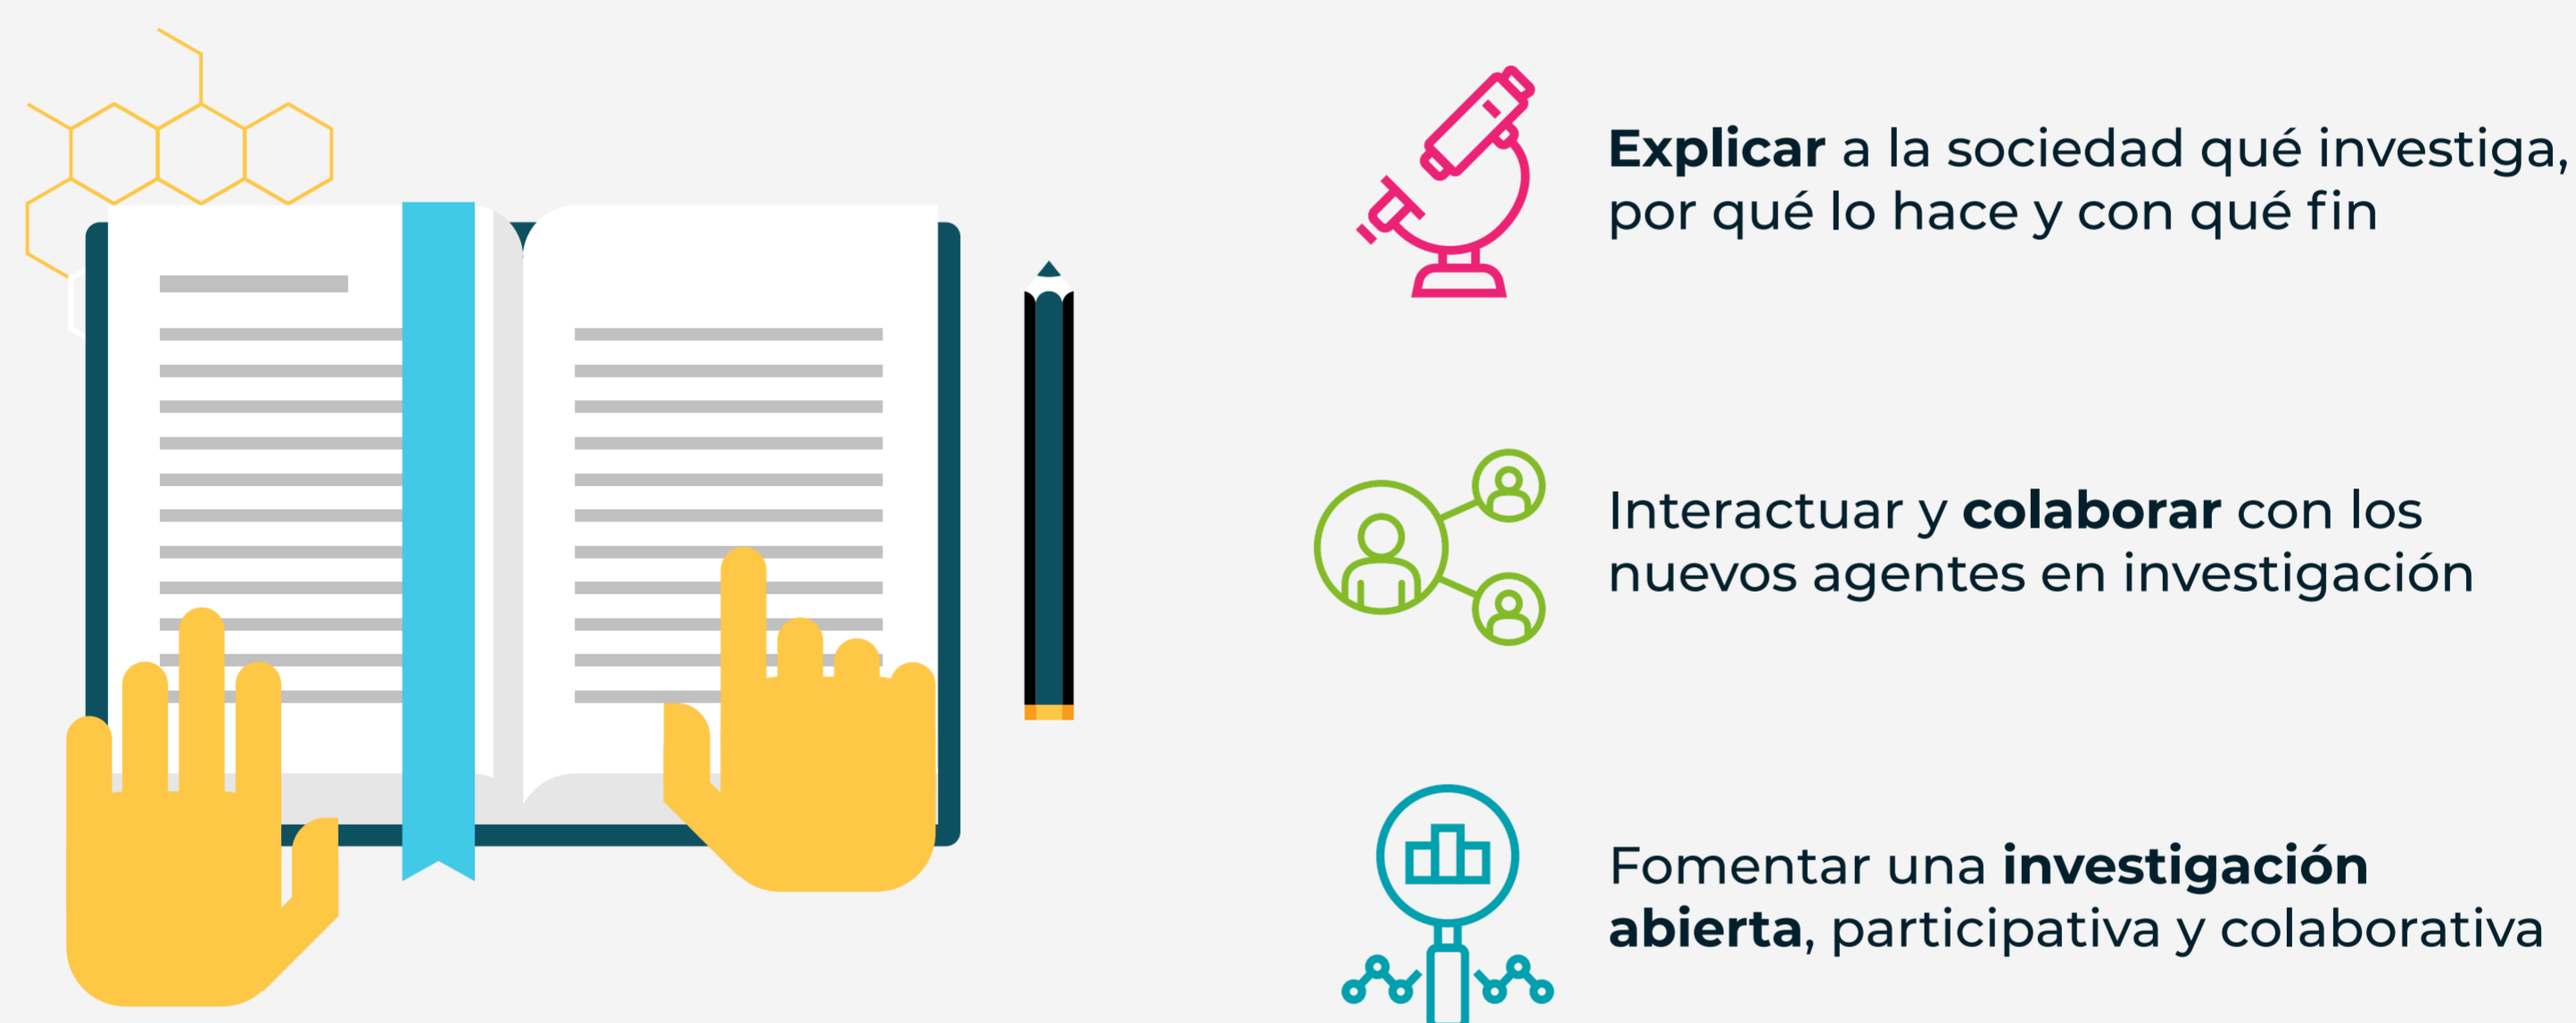 Explicar a la sociedad qué investiga,
por qué lo hace y con qué fin
Interactuar y colaborar con los
nuevos agentes en investigación
Fomentar una investigación
abierta, participativa y colaborativa